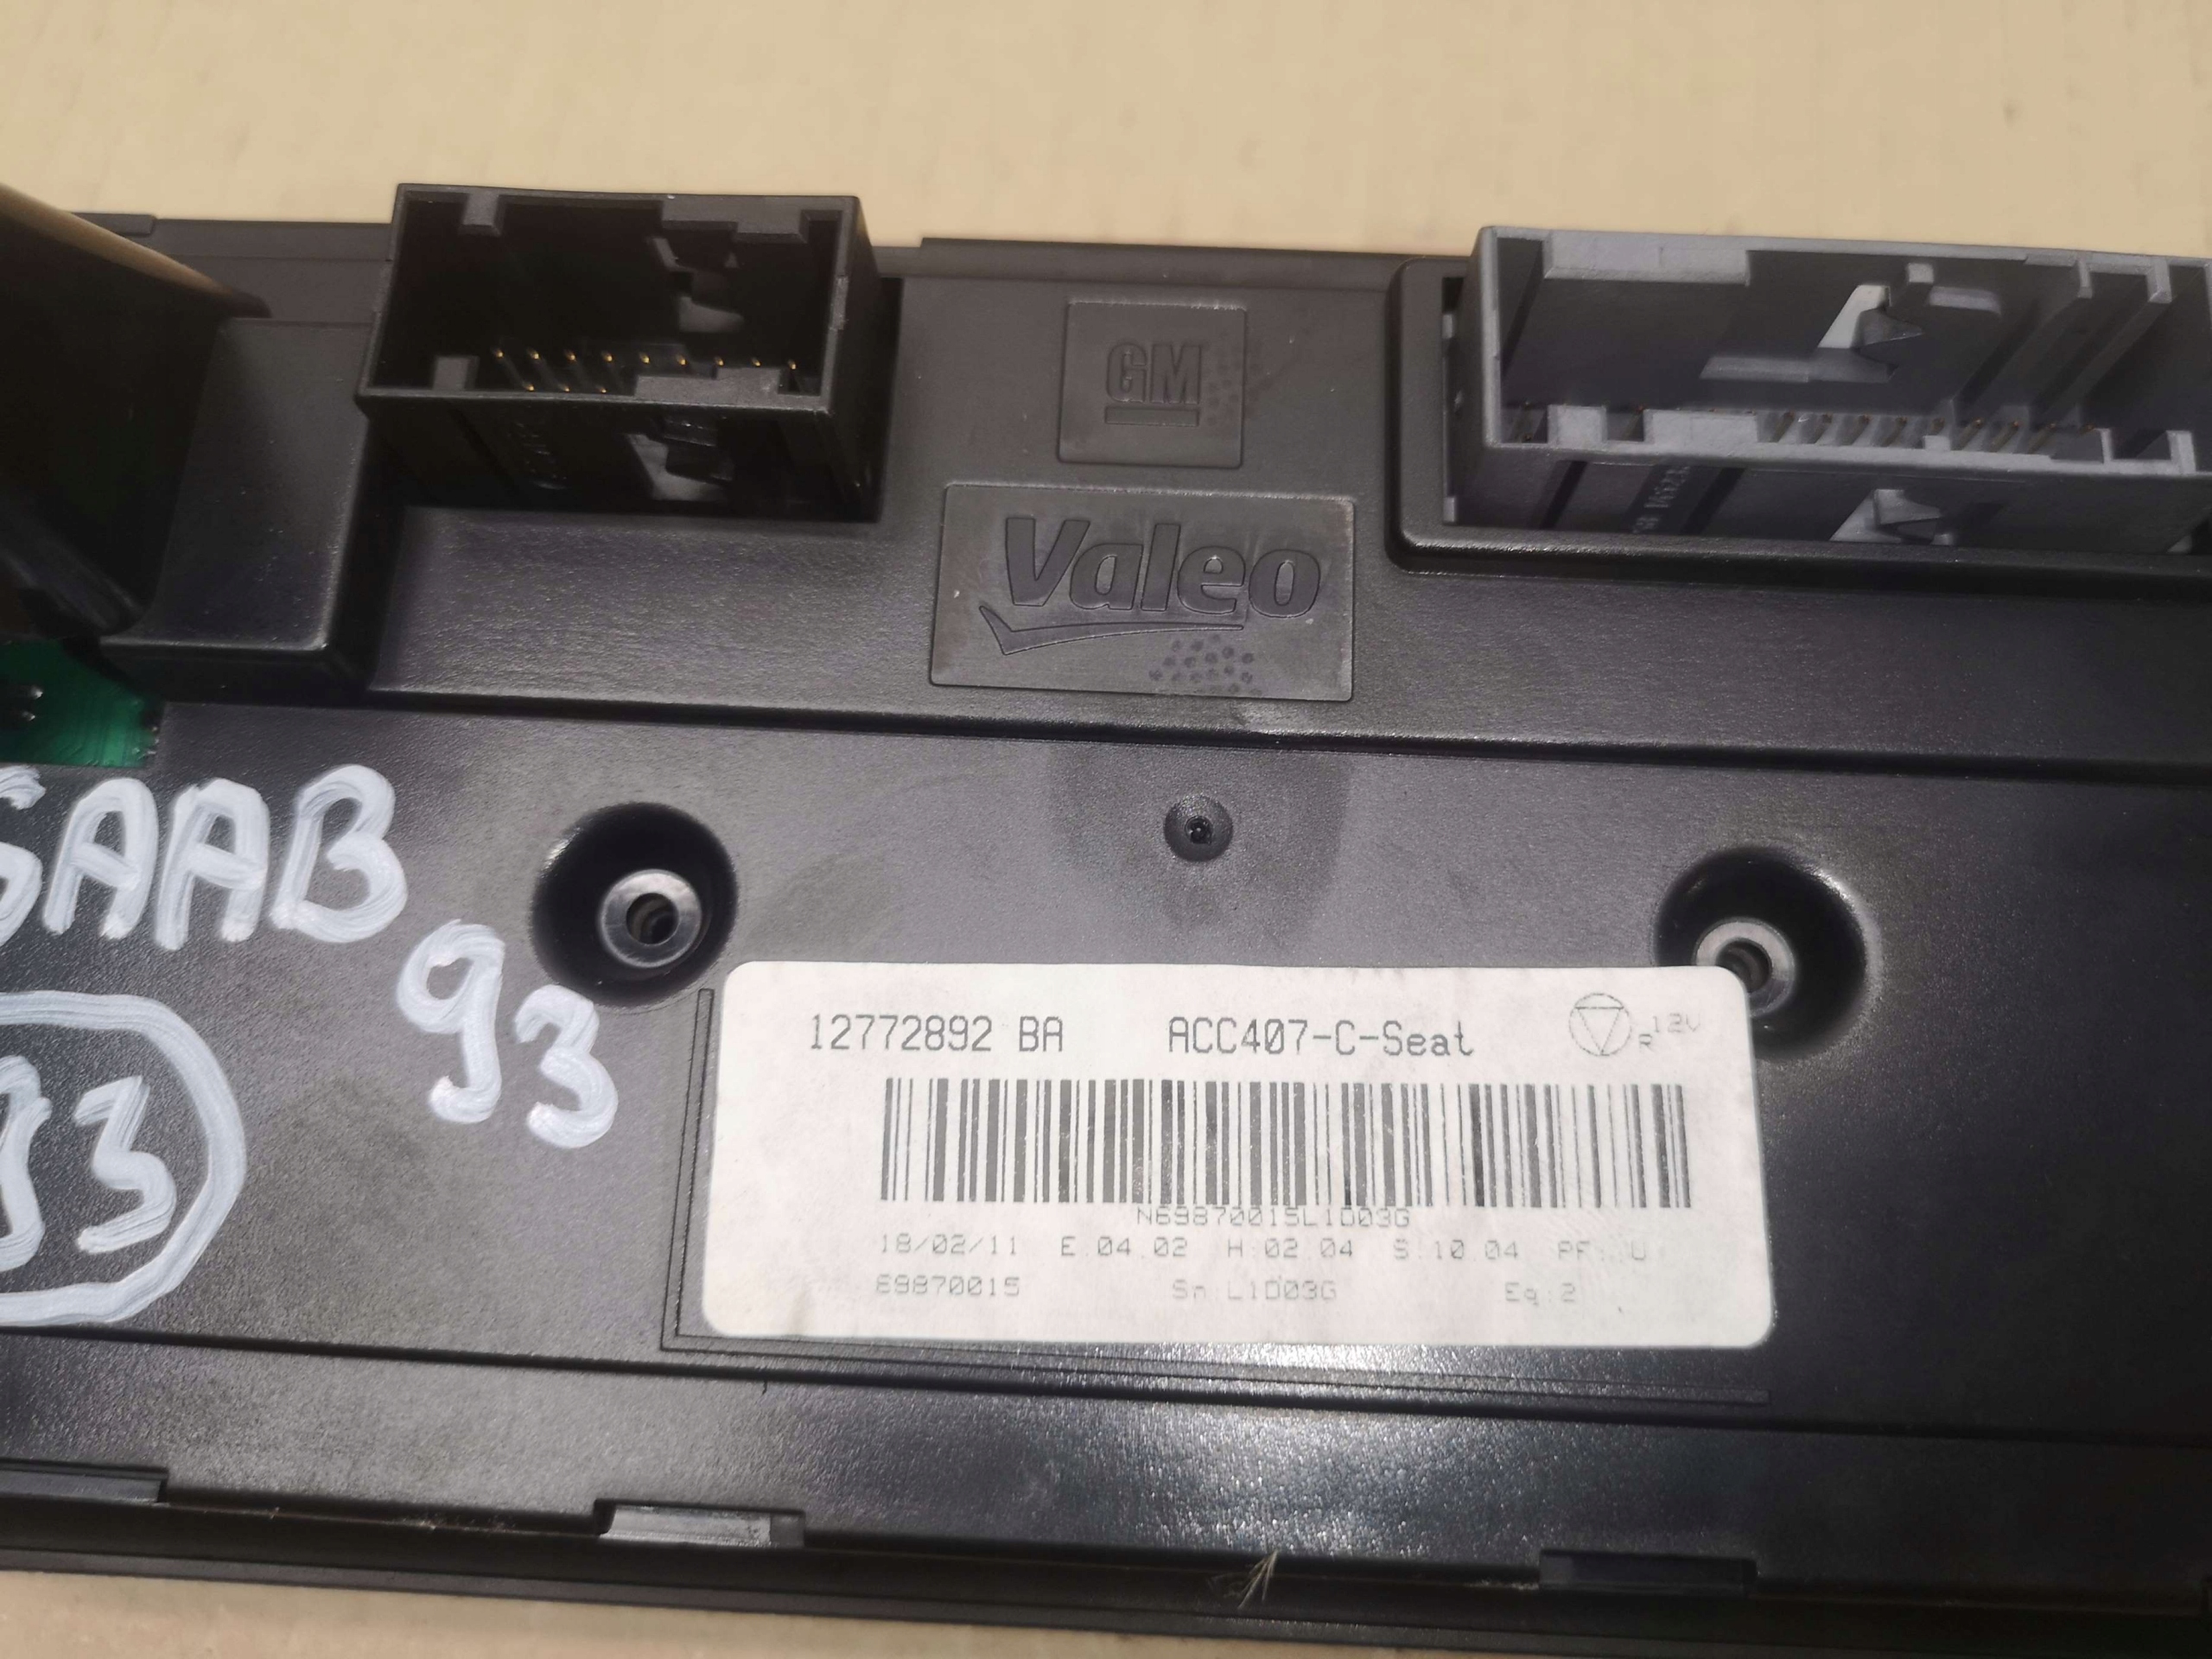 GM
Valeo
SAAB
93
93
12772892 BA ACC407-C-Seat
R 12V
N69870015L1D03G
18/02/11 E:04.02 H:02.04 S:10.04
69870015 Sn:L1D03G Eq:2